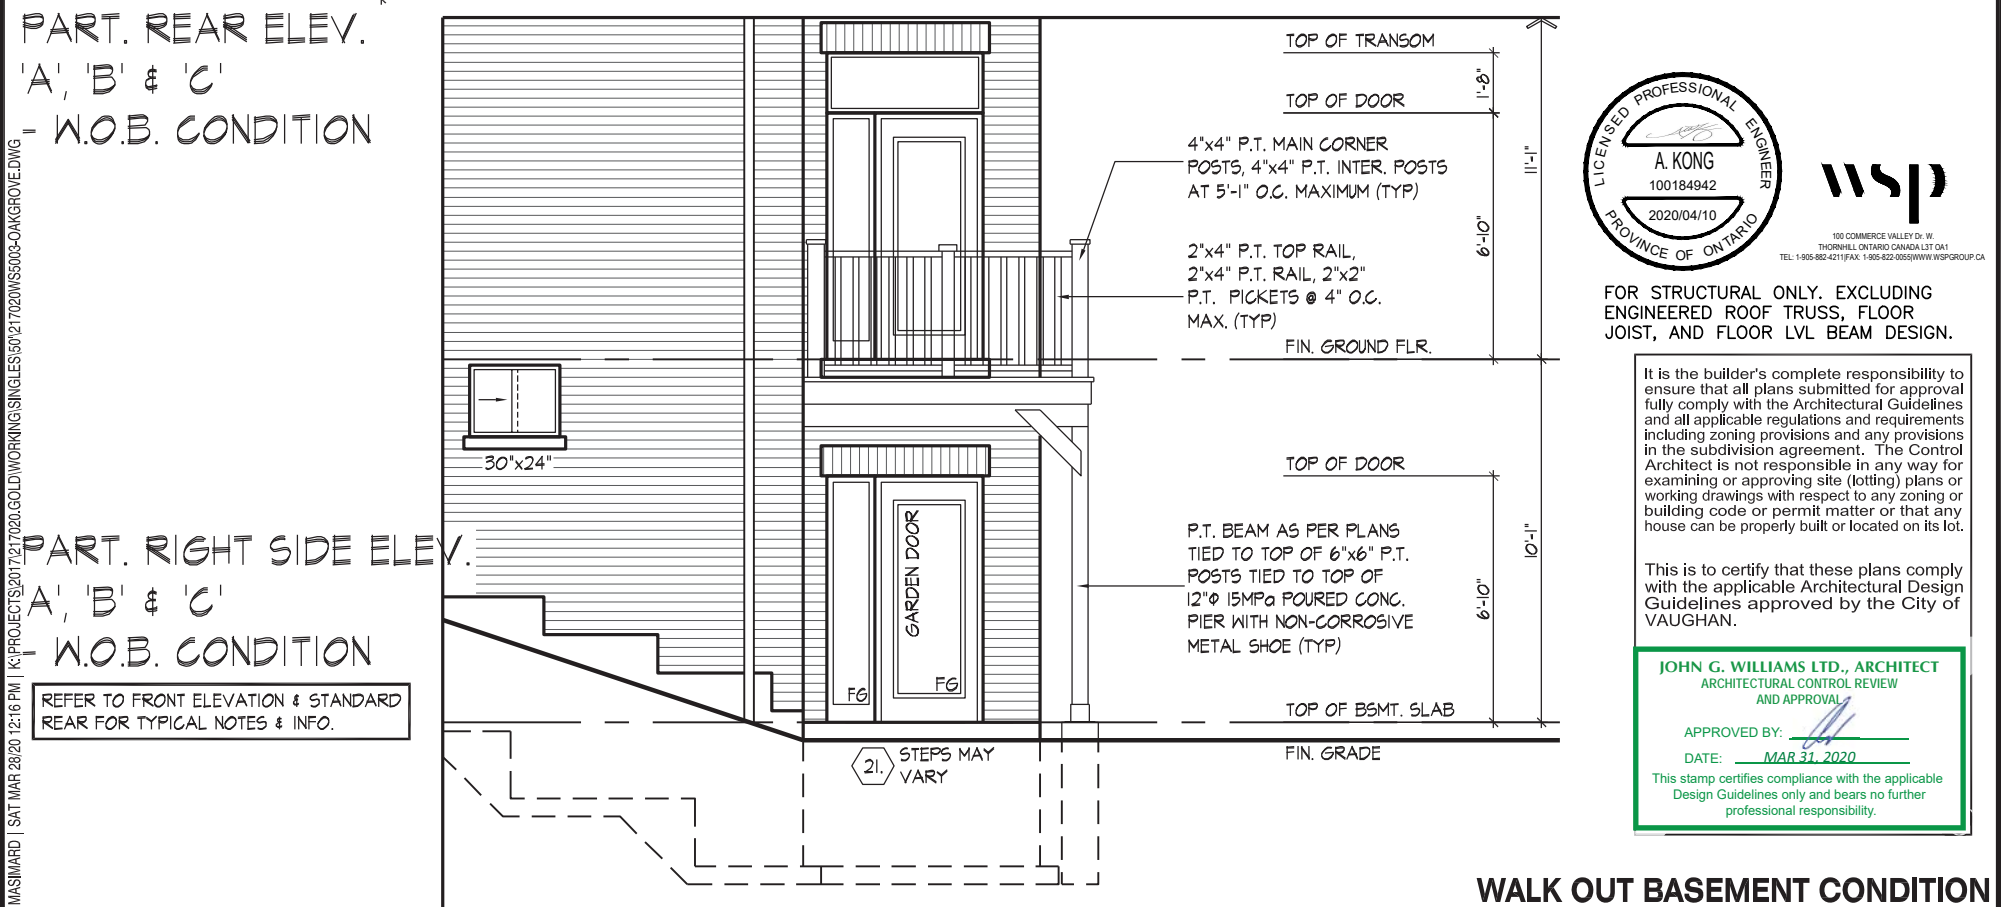 PART. REAR ELEV.
'A', 'B' & 'C'
- W.O.B. CONDITION
PART. RIGHT SIDE ELEV.
'A', 'B' & 'C'
- W.O.B. CONDITION
REFER TO FRONT ELEVATION & STANDARD
REAR FOR TYPICAL NOTES & INFO.
MASIMARD | SAT MAR 28/20 12:16 PM | K:\PROJECTS\2017\217020.GOLD\WORKING\SINGLES\50\217020WS5003-OAKGROVE.DWG
30"x24"
GARDEN DOOR
FG
FG
21.
STEPS MAY
VARY
TOP OF TRANSOM
1'-8"
TOP OF DOOR
4"x4" P.T. MAIN CORNER
POSTS, 4"x4" P.T. INTER. POSTS
AT 5'-1" O.C. MAXIMUM (TYP)
11'-1"
6'-10"
2"x4" P.T. TOP RAIL,
2"x4" P.T. RAIL, 2"x2"
P.T. PICKETS @ 4" O.C.
MAX. (TYP)
FIN. GROUND FLR.
TOP OF DOOR
P.T. BEAM AS PER PLANS
TIED TO TOP OF 6"x6" P.T.
POSTS TIED TO TOP OF
12"Φ 15MPa POURED CONC.
PIER WITH NON-CORROSIVE
METAL SHOE (TYP)
10'-1"
6'-10"
TOP OF BSMT. SLAB
FIN. GRADE
LICENSED PROFESSIONAL ENGINEER
A. KONG
100184942
2020/04/10
PROVINCE OF ONTARIO
wsp
100 COMMERCE VALLEY Dr. W.
THORNHILL ONTARIO CANADA L3T OA1
TEL: 1-905-882-4211|FAX: 1-905-822-0055|WWW.WSPGROUP.CA
FOR STRUCTURAL ONLY. EXCLUDING
ENGINEERED ROOF TRUSS, FLOOR
JOIST, AND FLOOR LVL BEAM DESIGN.
It is the builder's complete responsibility to
ensure that all plans submitted for approval
fully comply with the Architectural Guidelines
and all applicable regulations and requirements
including zoning provisions and any provisions
in the subdivision agreement. The Control
Architect is not responsible in any way for
examining or approving site (lotting) plans or
working drawings with respect to any zoning or
building code or permit matter or that any
house can be properly built or located on its lot.
This is to certify that these plans comply
with the applicable Architectural Design
Guidelines approved by the City of
VAUGHAN.
JOHN G. WILLIAMS LTD., ARCHITECT
ARCHITECTURAL CONTROL REVIEW
AND APPROVAL
APPROVED BY:
DATE: MAR 31, 2020
This stamp certifies compliance with the applicable
Design Guidelines only and bears no further
professional responsibility.
WALK OUT BASEMENT CONDITION